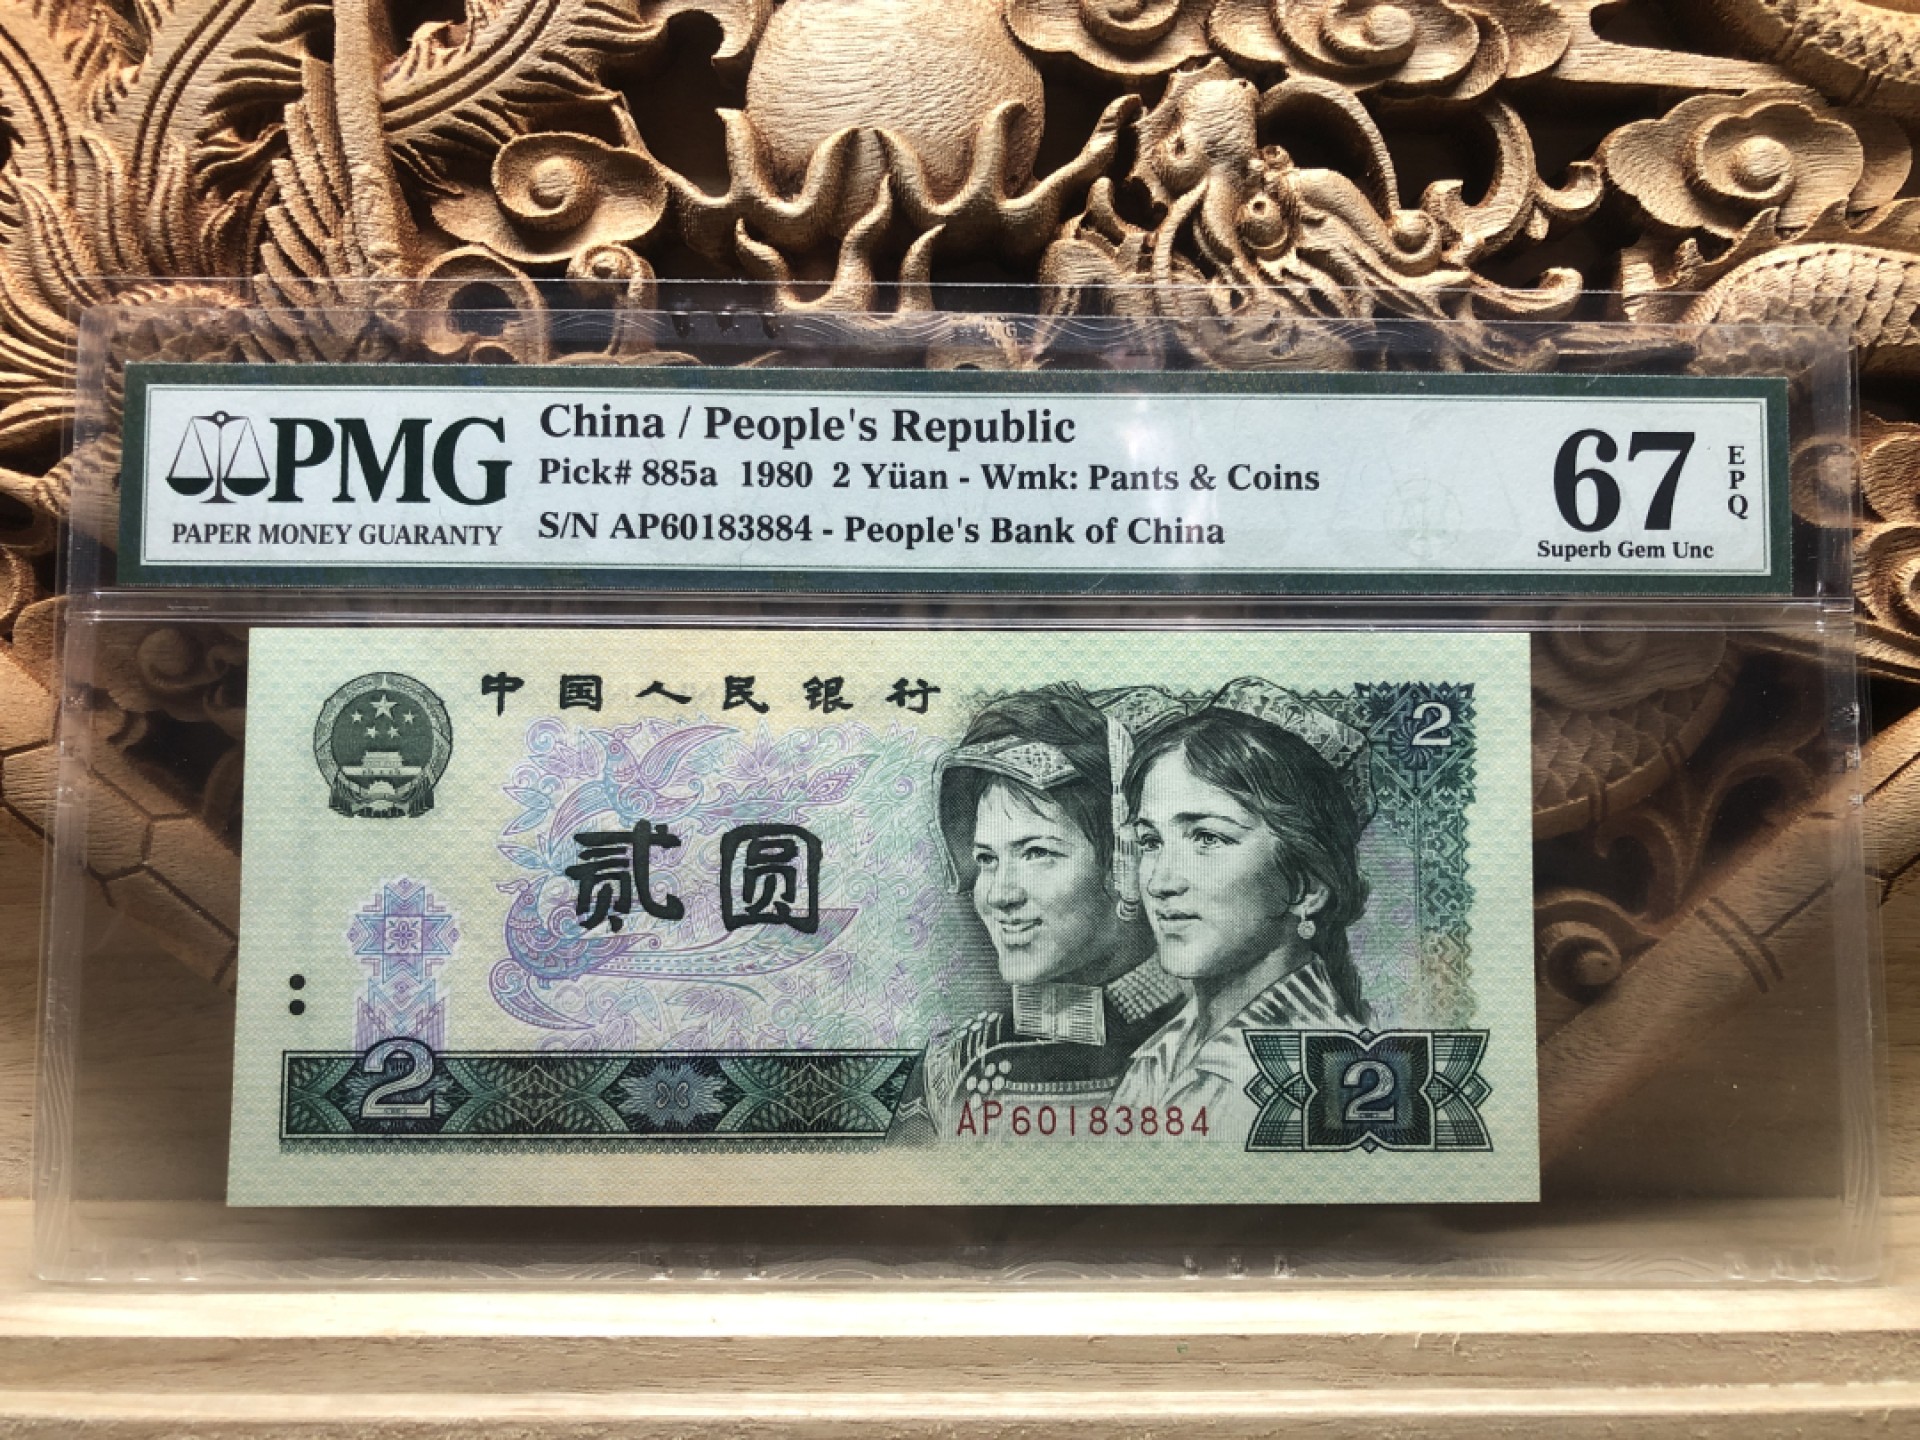 PMG
PAPER MONEY GUARANTY
China / People's Republic
Pick# 885a 1980 2 Yüan - Wmk: Pants & Coins
S/N AP60183884 - People's Bank of China
67
EPQ
Superb Gem Unc
中国人民银行
2
贰圆
2
AP60183884
2